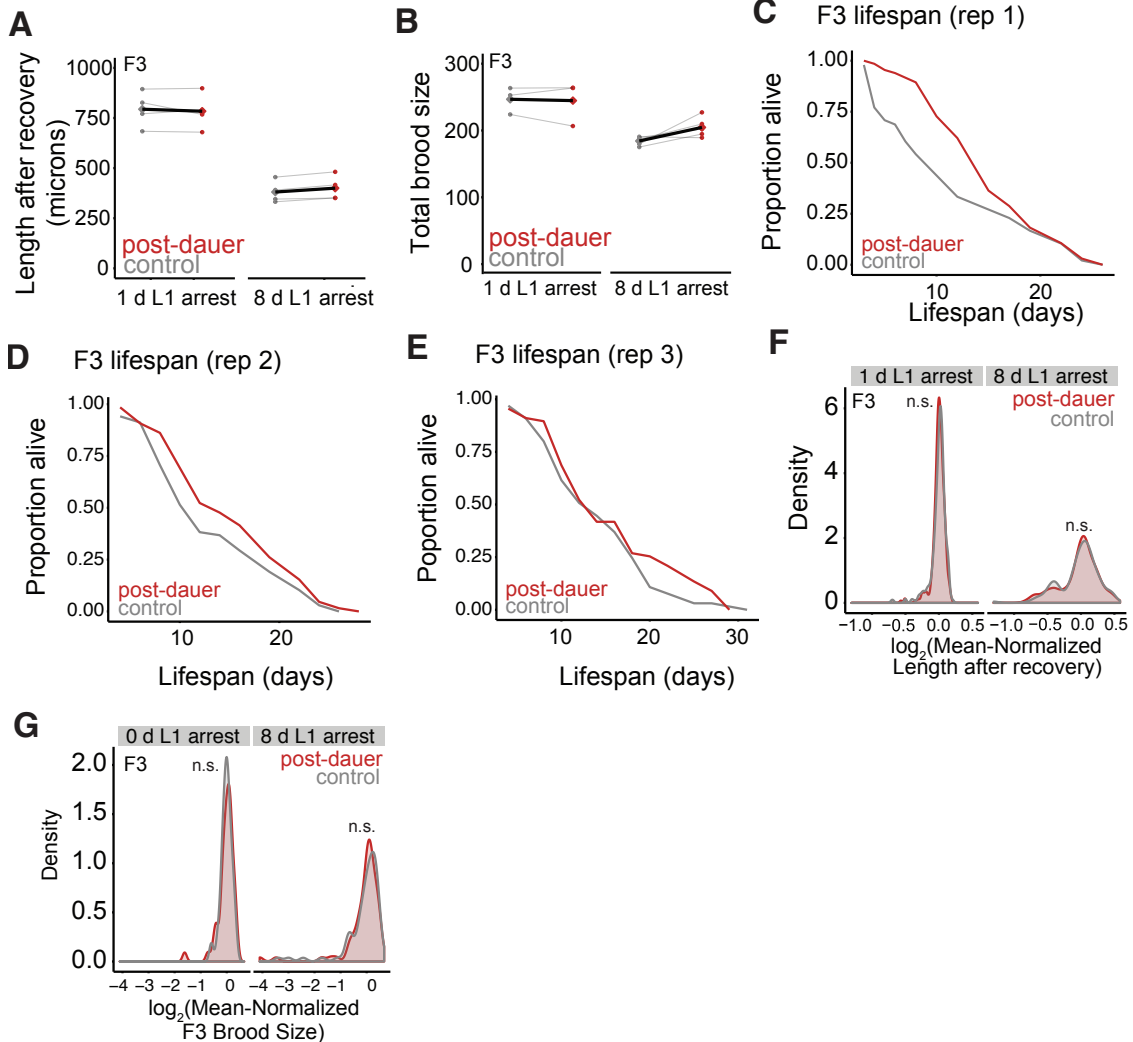 A
F3
Length after recovery
(microns)
1000
750
500
250
0
post-dauer
control
1 d L1 arrest
8 d L1 arrest
B
F3
Total brood size
300
200
100
0
post-dauer
control
1 d L1 arrest
8 d L1 arrest
C
F3 lifespan (rep 1)
Proportion alive
1.00
0.75
0.50
0.25
0.00
post-dauer
control
10
20
Lifespan (days)
D
F3 lifespan (rep 2)
Proportion alive
1.00
0.75
0.50
0.25
0.00
post-dauer
control
10
20
Lifespan (days)
E
F3 lifespan (rep 3)
Poportion alive
1.00
0.75
0.50
0.25
0.00
post-dauer
control
10
20
30
Lifespan (days)
F
1 d L1 arrest
8 d L1 arrest
F3
n.s.
post-dauer
control
n.s.
Density
6
4
2
0
−1.0
−0.5
0.0
0.5
−1.0
−0.5
0.0
0.5
log2(Mean-Normalized
Length after recovery)
G
0 d L1 arrest
8 d L1 arrest
F3
n.s.
post-dauer
control
n.s.
Density
2.0
1.5
1.0
0.5
0.0
−4
−3
−2
−1
0
−4
−3
−2
−1
0
log2(Mean-Normalized
F3 Brood Size)